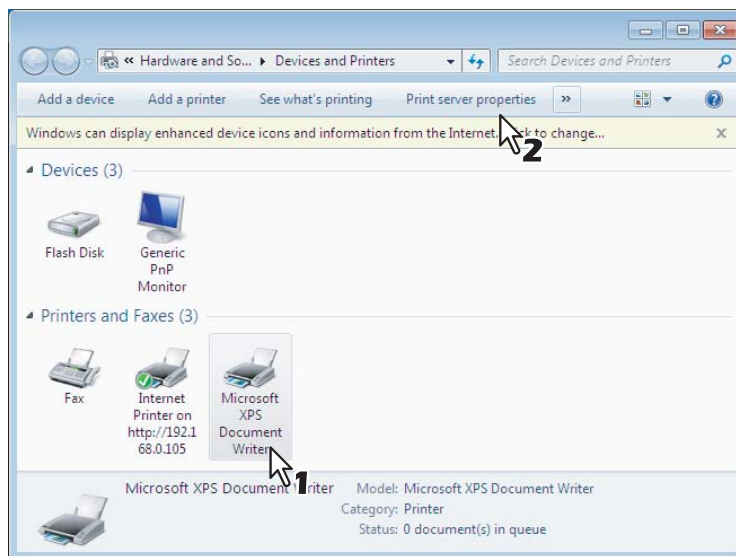 « Hardware and So... ▸ Devices and Printers
Search Devices and Printers
Add a device Add a printer See what's printing Print server properties »
Windows can display enhanced device icons and information from the Internet. to change...
2
Devices (3)
Flash Disk
Generic
PnP
Monitor
Printers and Faxes (3)
Fax
Internet
Printer on
http://192.1
68.0.105
Microsoft
XPS
Document
Writer
1
Microsoft XPS Document Writer
Model: Microsoft XPS Document Writer
Category: Printer
Status: 0 document(s) in queue